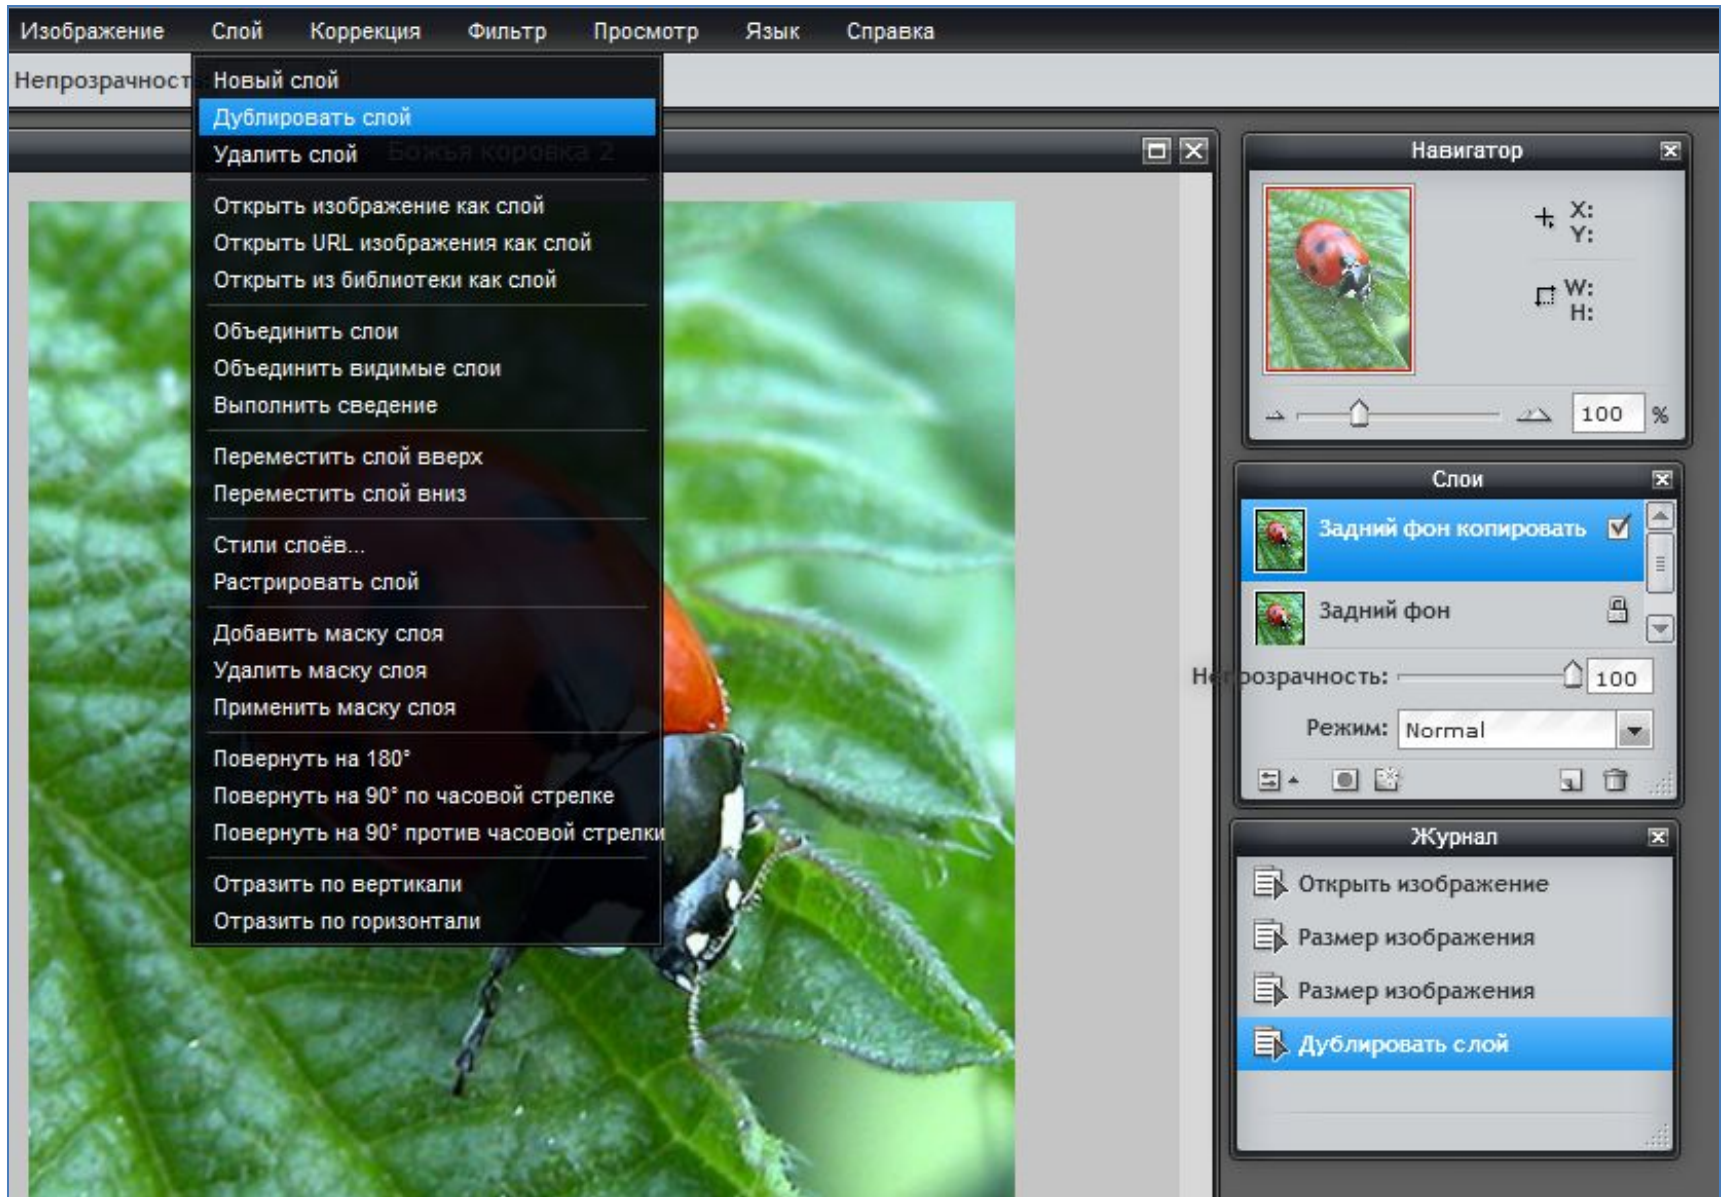 Изображение Слой Коррекция Фильтр Просмотр Язык Справка
Непрозрачность:
Новый слой
Дублировать слой
Удалить слой
Божья коровка 2
Открыть изображение как слой
Открыть URL изображения как слой
Открыть из библиотеки как слой
Объединить слои
Объединить видимые слои
Выполнить сведение
Переместить слой вверх
Переместить слой вниз
Стили слоёв...
Растрировать слой
Добавить маску слоя
Удалить маску слоя
Применить маску слоя
Повернуть на 180°
Повернуть на 90° по часовой стрелке
Повернуть на 90° против часовой стрелки
Отразить по вертикали
Отразить по горизонтали
Навигатор
X:
Y:
W:
H:
100 %
Слои
Задний фон копировать
Задний фон
Непрозрачность: 100
Режим: Normal
Журнал
Открыть изображение
Размер изображения
Размер изображения
Дублировать слой